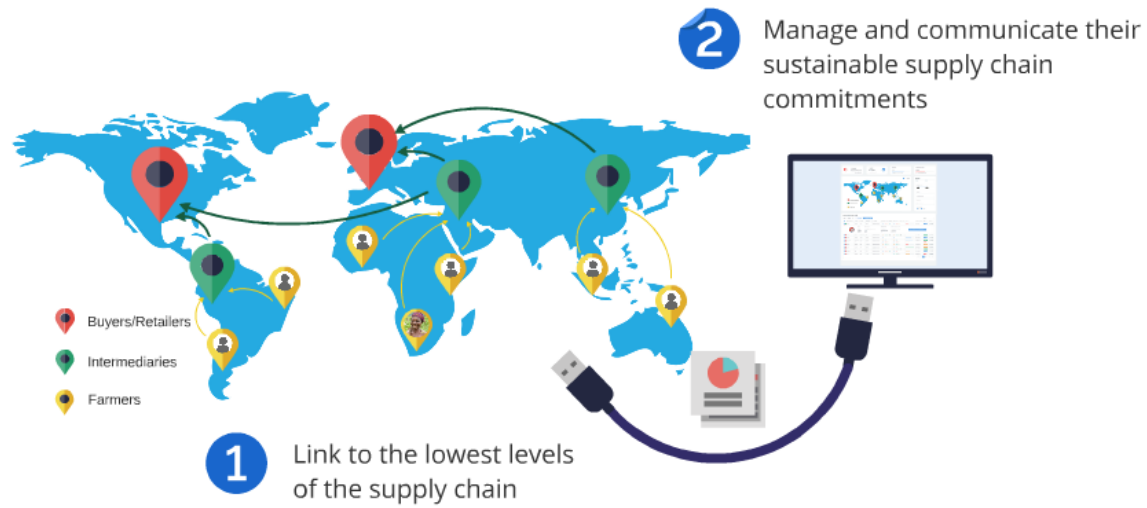 2
Manage and communicate their
sustainable supply chain
commitments
Buyers/Retailers
Intermediaries
Farmers
1
Link to the lowest levels
of the supply chain